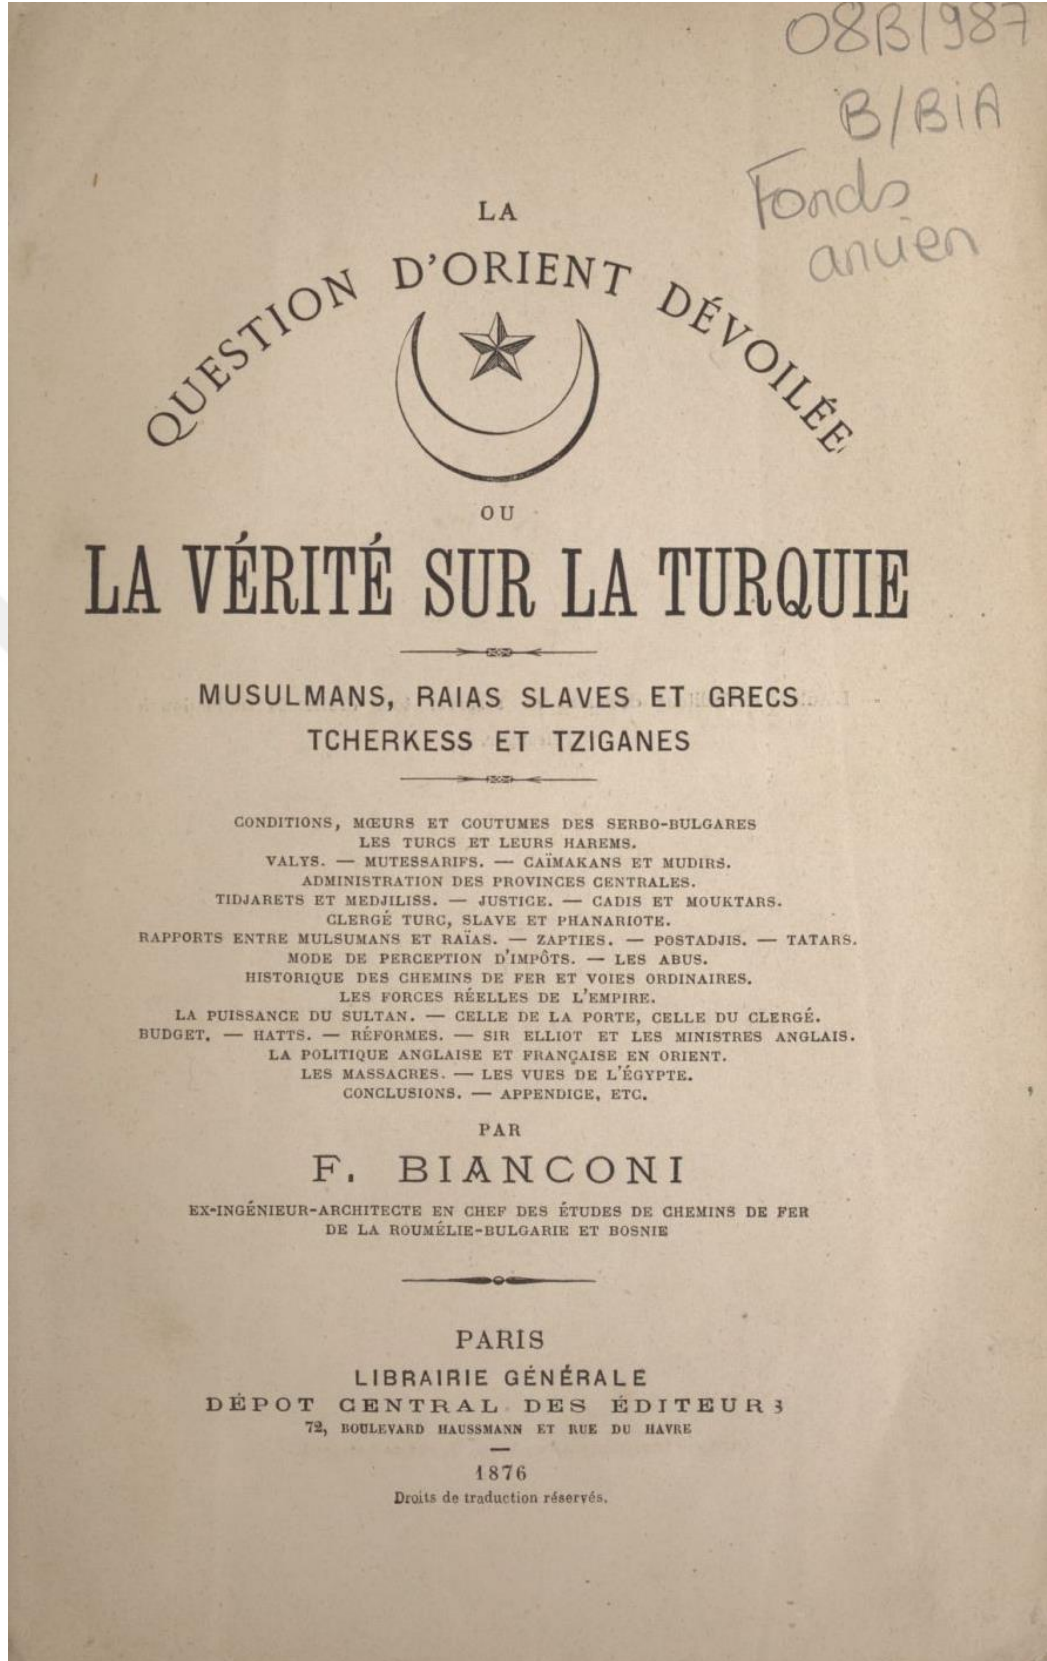 08B1987
B/BIA
Fonds
ancien
LA
QUESTION D'ORIENT DÉVOILÉE
OU
LA VÉRITÉ SUR LA TURQUIE
MUSULMANS, RAIAS SLAVES ET GRECS
TCHERKESS ET TZIGANES
CONDITIONS, MŒURS ET COUTUMES DES SERBO-BULGARES
LES TURCS ET LEURS HAREMS.
VALYS. — MUTESSARIFS. — CAÏMAKANS ET MUDIRS.
ADMINISTRATION DES PROVINCES CENTRALES.
TIDJARETS ET MEDJILISS. — JUSTICE. — CADIS ET MOUKTARS.
CLERGÉ TURC, SLAVE ET PHANARIOTE.
RAPPORTS ENTRE MULSUMANS ET RAÏAS. — ZAPTIES. — POSTADJIS. — TATARS.
MODE DE PERCEPTION D'IMPÔTS. — LES ABUS.
HISTORIQUE DES CHEMINS DE FER ET VOIES ORDINAIRES.
LES FORCES RÉELLES DE L'EMPIRE.
LA PUISSANCE DU SULTAN. — CELLE DE LA PORTE, CELLE DU CLERGÉ.
BUDGET. — HATTS. — RÉFORMES. — SIR ELLIOT ET LES MINISTRES ANGLAIS.
LA POLITIQUE ANGLAISE ET FRANÇAISE EN ORIENT.
LES MASSACRES. — LES VUES DE L'ÉGYPTE.
CONCLUSIONS. — APPENDICE, ETC.
PAR
F. BIANCONI
EX-INGÉNIEUR-ARCHITECTE EN CHEF DES ÉTUDES DE CHEMINS DE FER
DE LA ROUMÉLIE-BULGARIE ET BOSNIE
PARIS
LIBRAIRIE GÉNÉRALE
DÉPOT CENTRAL DES ÉDITEURS
72, BOULEVARD HAUSSMANN ET RUE DU HAVRE
1876
Droits de traduction réservés.